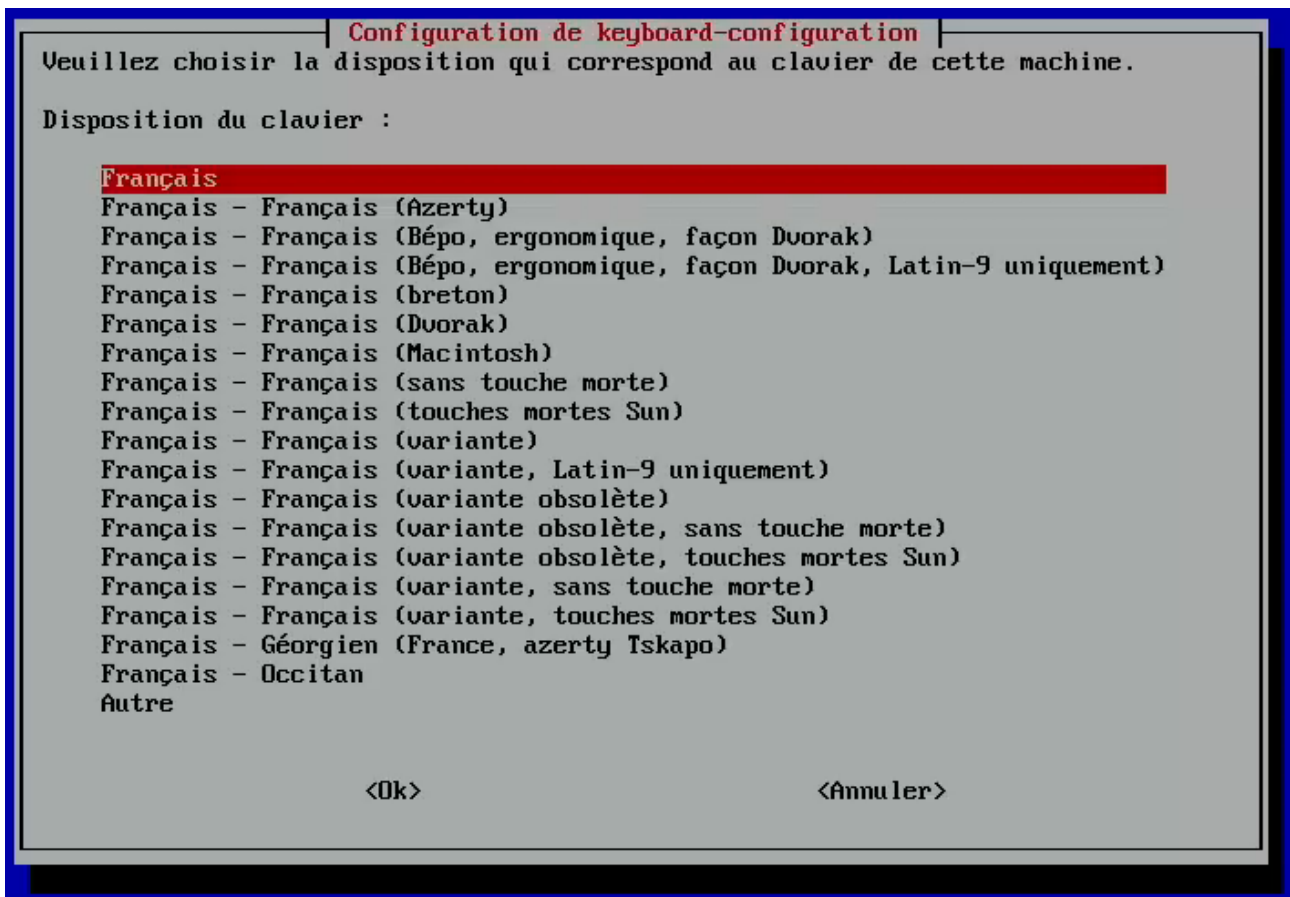 Configuration de keyboard-configuration
Veuillez choisir la disposition qui correspond au clavier de cette machine.
Disposition du clavier :
Français
Français - Français (Azerty)
Français - Français (Bépo, ergonomique, façon Dvorak)
Français - Français (Bépo, ergonomique, façon Dvorak, Latin-9 uniquement)
Français - Français (breton)
Français - Français (Dvorak)
Français - Français (Macintosh)
Français - Français (sans touche morte)
Français - Français (touches mortes Sun)
Français - Français (variante)
Français - Français (variante, Latin-9 uniquement)
Français - Français (variante obsolète)
Français - Français (variante obsolète, sans touche morte)
Français - Français (variante obsolète, touches mortes Sun)
Français - Français (variante, sans touche morte)
Français - Français (variante, touches mortes Sun)
Français - Géorgien (France, azerty Tskapo)
Français - Occitan
Autre
<Ok> <Annuler>